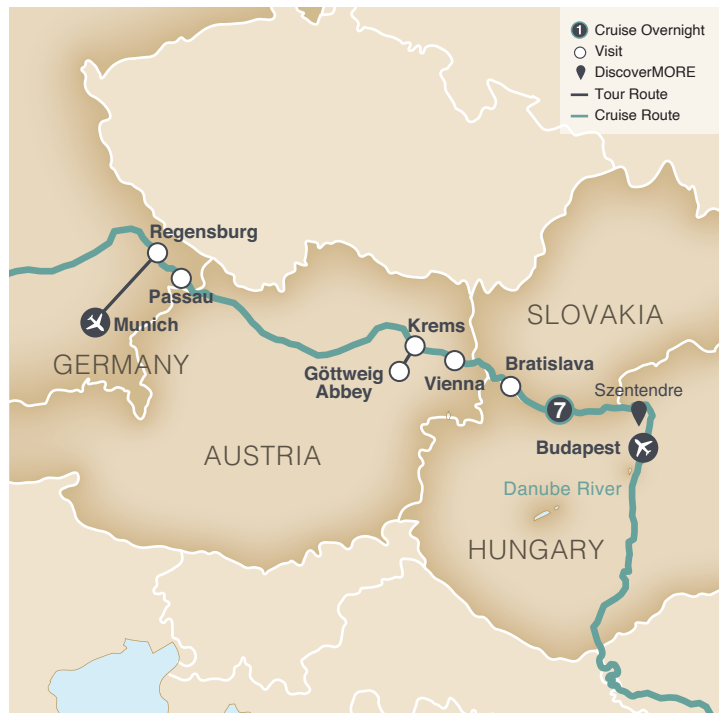 1 Cruise Overnight
Visit
DiscoverMORE
Tour Route
Cruise Route
Regensburg
Passau
Munich
GERMANY
Krems
Göttweig
Abbey
Vienna
AUSTRIA
SLOVAKIA
Bratislava
Szentendre
7
Budapest
Danube River
HUNGARY